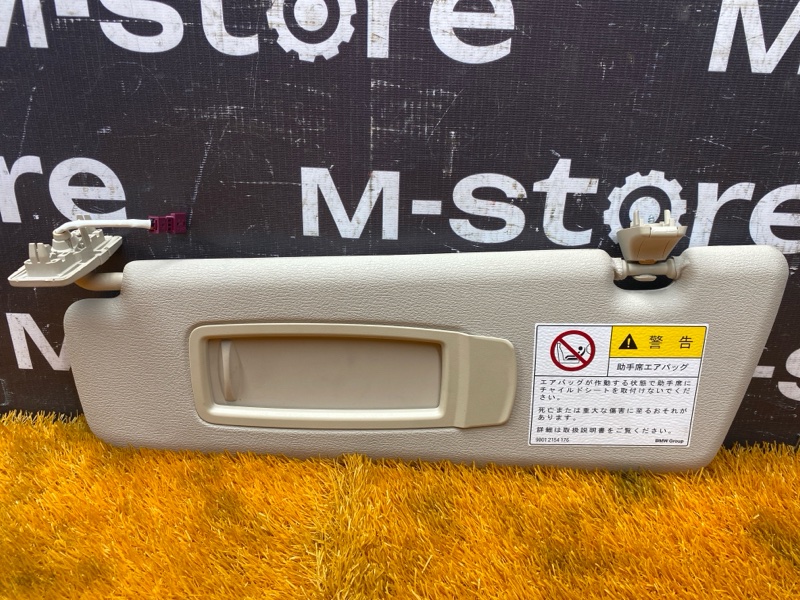 M-store
M
re
M-store
M
-s
警 告
助手席エアバッグ
エアバッグが作動する状態で助手席に
チャイルドシートを取付けないでくだ
さい。
死亡または重大な傷害に至るおそれが
あります。
詳細は取扱説明書をご覧ください。
9901 2154 175
BMW Group